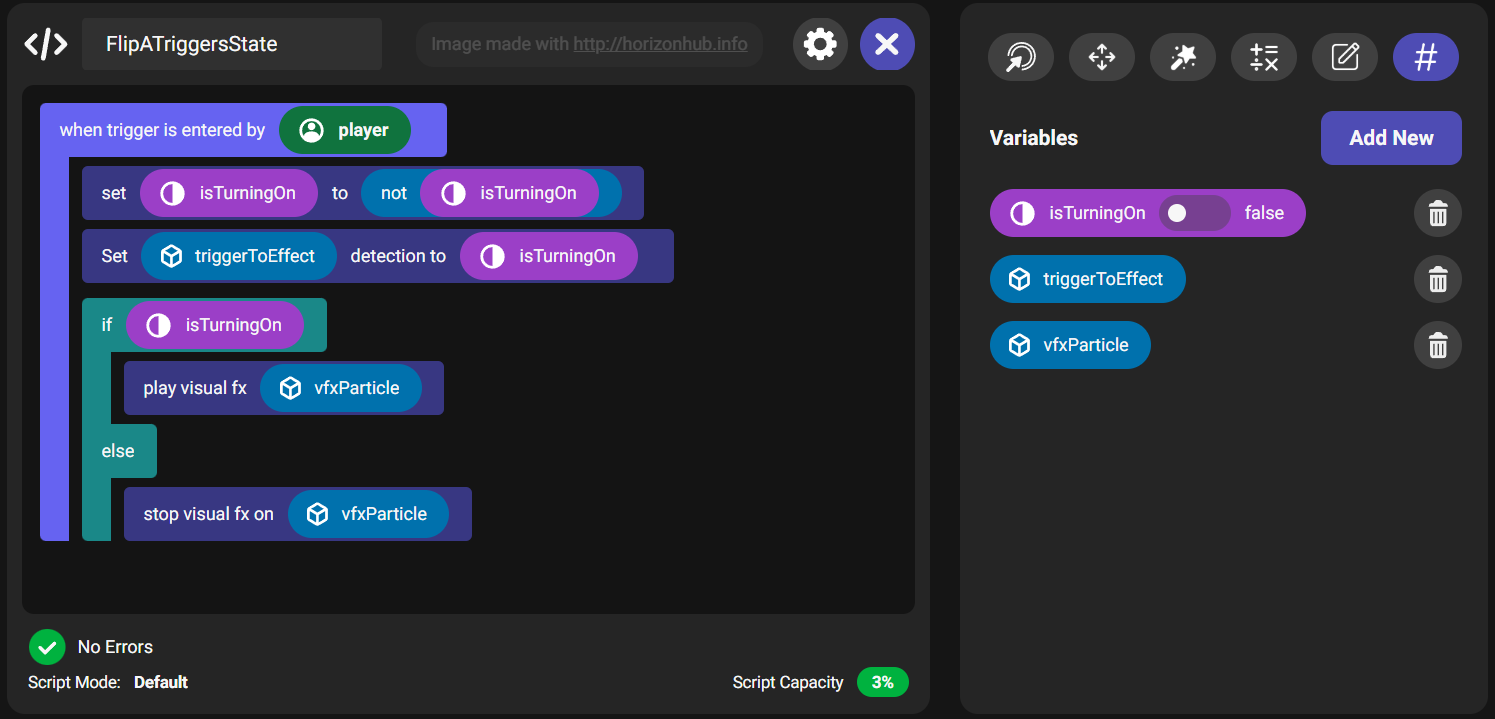 FlipATriggersState
Image made with http://horizonhub.info
when trigger is entered by player
set isTurningOn to not isTurningOn
Set triggerToEffect detection to isTurningOn
if isTurningOn
play visual fx vfxParticle
else
stop visual fx on vfxParticle
No Errors
Script Mode: Default
Script Capacity 3%
Variables
Add New
isTurningOn false
triggerToEffect
vfxParticle